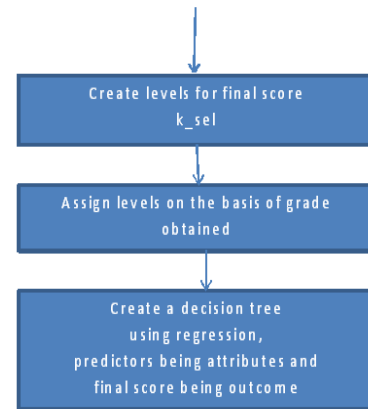 Create levels for final score
k_sel
Assign levels on the basis of grade
obtained
Create a decision tree
using regression,
predictors being attributes and
final score being outcome